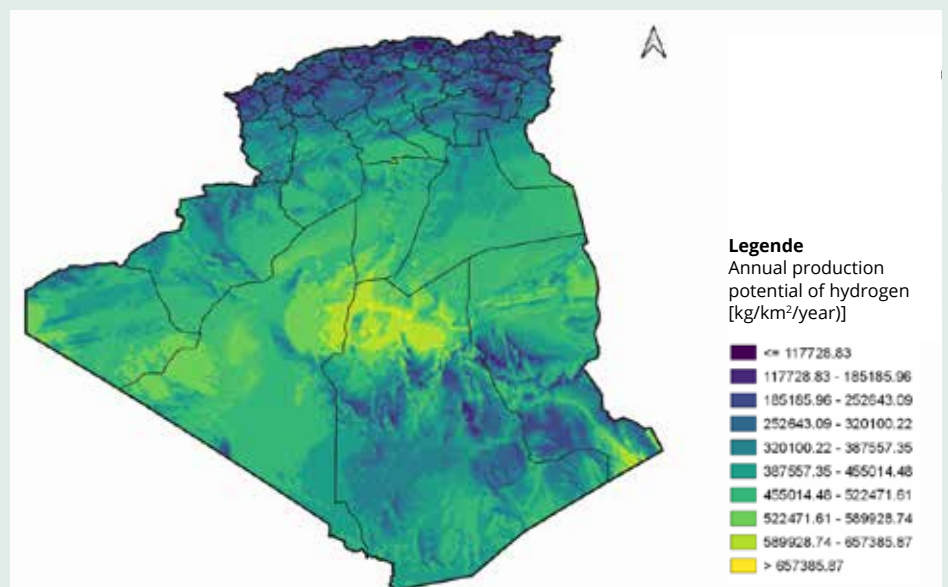 Legende
Annual production
potential of hydrogen
[kg/km²/year)]
<= 117728.83
117728.83 - 185185.96
185185.96 - 252643.09
252643.09 - 320100.22
320100.22 - 387557.35
387557.35 - 455014.48
455014.48 - 522471.61
522471.61 - 589928.74
589928.74 - 657385.87
> 657385.87